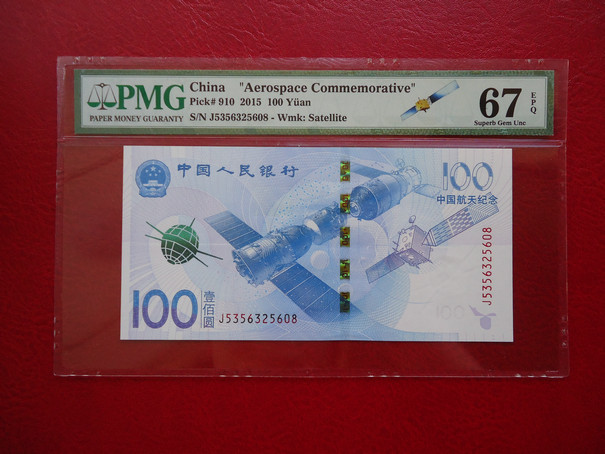 PMG
PAPER MONEY GUARANTY
China "Aerospace Commemorative"
Pick# 910 2015 100 Yüan
S/N J5356325608 - Wmk: Satellite
67 EPQ
Superb Gem Unc
中国人民银行
100
中国航天纪念
J5356325608
100 壹佰圆 J5356325608
100